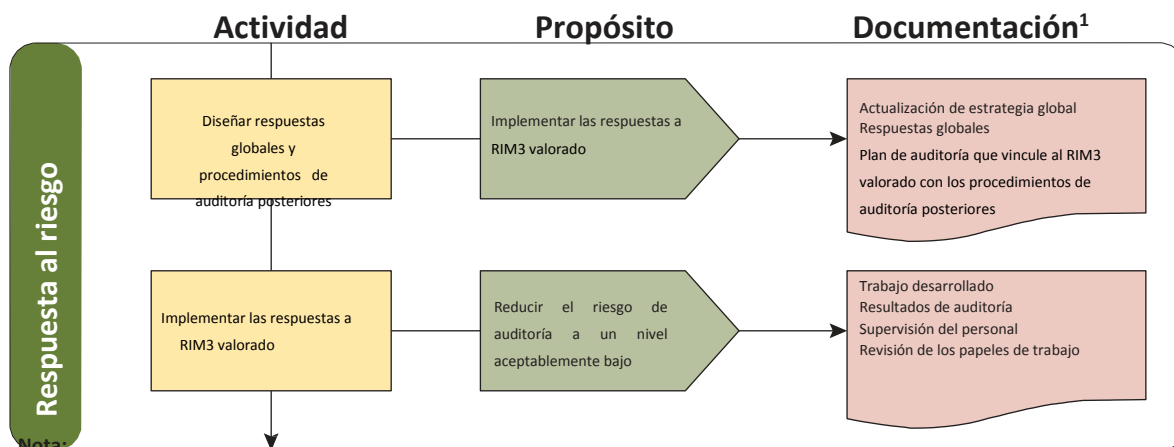 Actividad Propósito Documentación¹
Respuesta al riesgo
Diseñar respuestas
globales y
procedimientos de
auditoría posteriores
Implementar las respuestas a
RIM3 valorado
Actualización de estrategia global
Respuestas globales
Plan de auditoría que vincule al RIM3
valorado con los procedimientos de
auditoría posteriores
Implementar las respuestas a
RIM3 valorado
Reducir el riesgo de
auditoría a un nivel
aceptablemente bajo
Trabajo desarrollado
Resultados de auditoría
Supervisión del personal
Revisión de los papeles de trabajo
Nota: